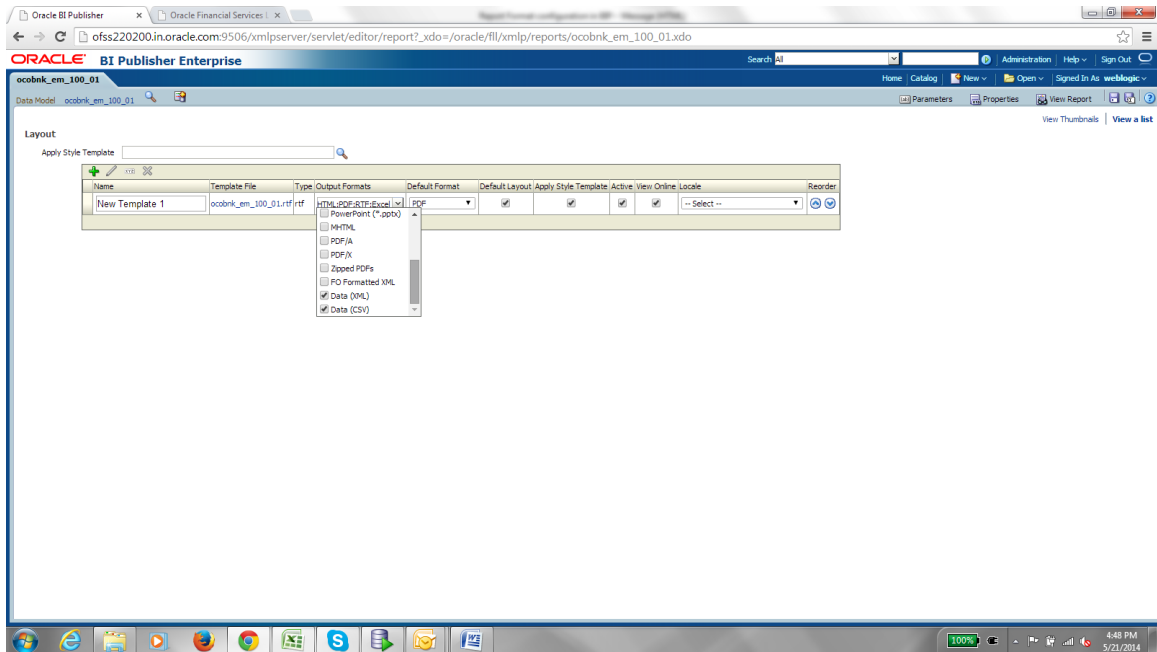 Oracle BI Publisher × Oracle Financial Services L ×
ofss220200.in.oracle.com:9506/xmlpserver/servlet/editor/report?_xdo=/oracle/fll/xmlp/reports/ocobnk_em_100_01.xdo
ORACLE BI Publisher Enterprise Search All Administration Help Sign Out
ocobnk_em_100_01 Home Catalog New Open Signed In As weblogic
Data Model ocobnk_em_100_01 Parameters Properties View Report
View Thumbnails View a list
Layout
Apply Style Template
Name Template File Type Output Formats Default Format Default Layout Apply Style Template Active View Online Locale Reorder
New Template 1 ocobnk_em_100_01.rtf rtf HTML;PDF;RTF;Excel PDF -- Select --
PowerPoint (*.pptx)
MHTML
PDF/A
PDF/X
Zipped PDFs
FO Formatted XML
Data (XML)
Data (CSV)
100% 4:48 PM
5/21/2014